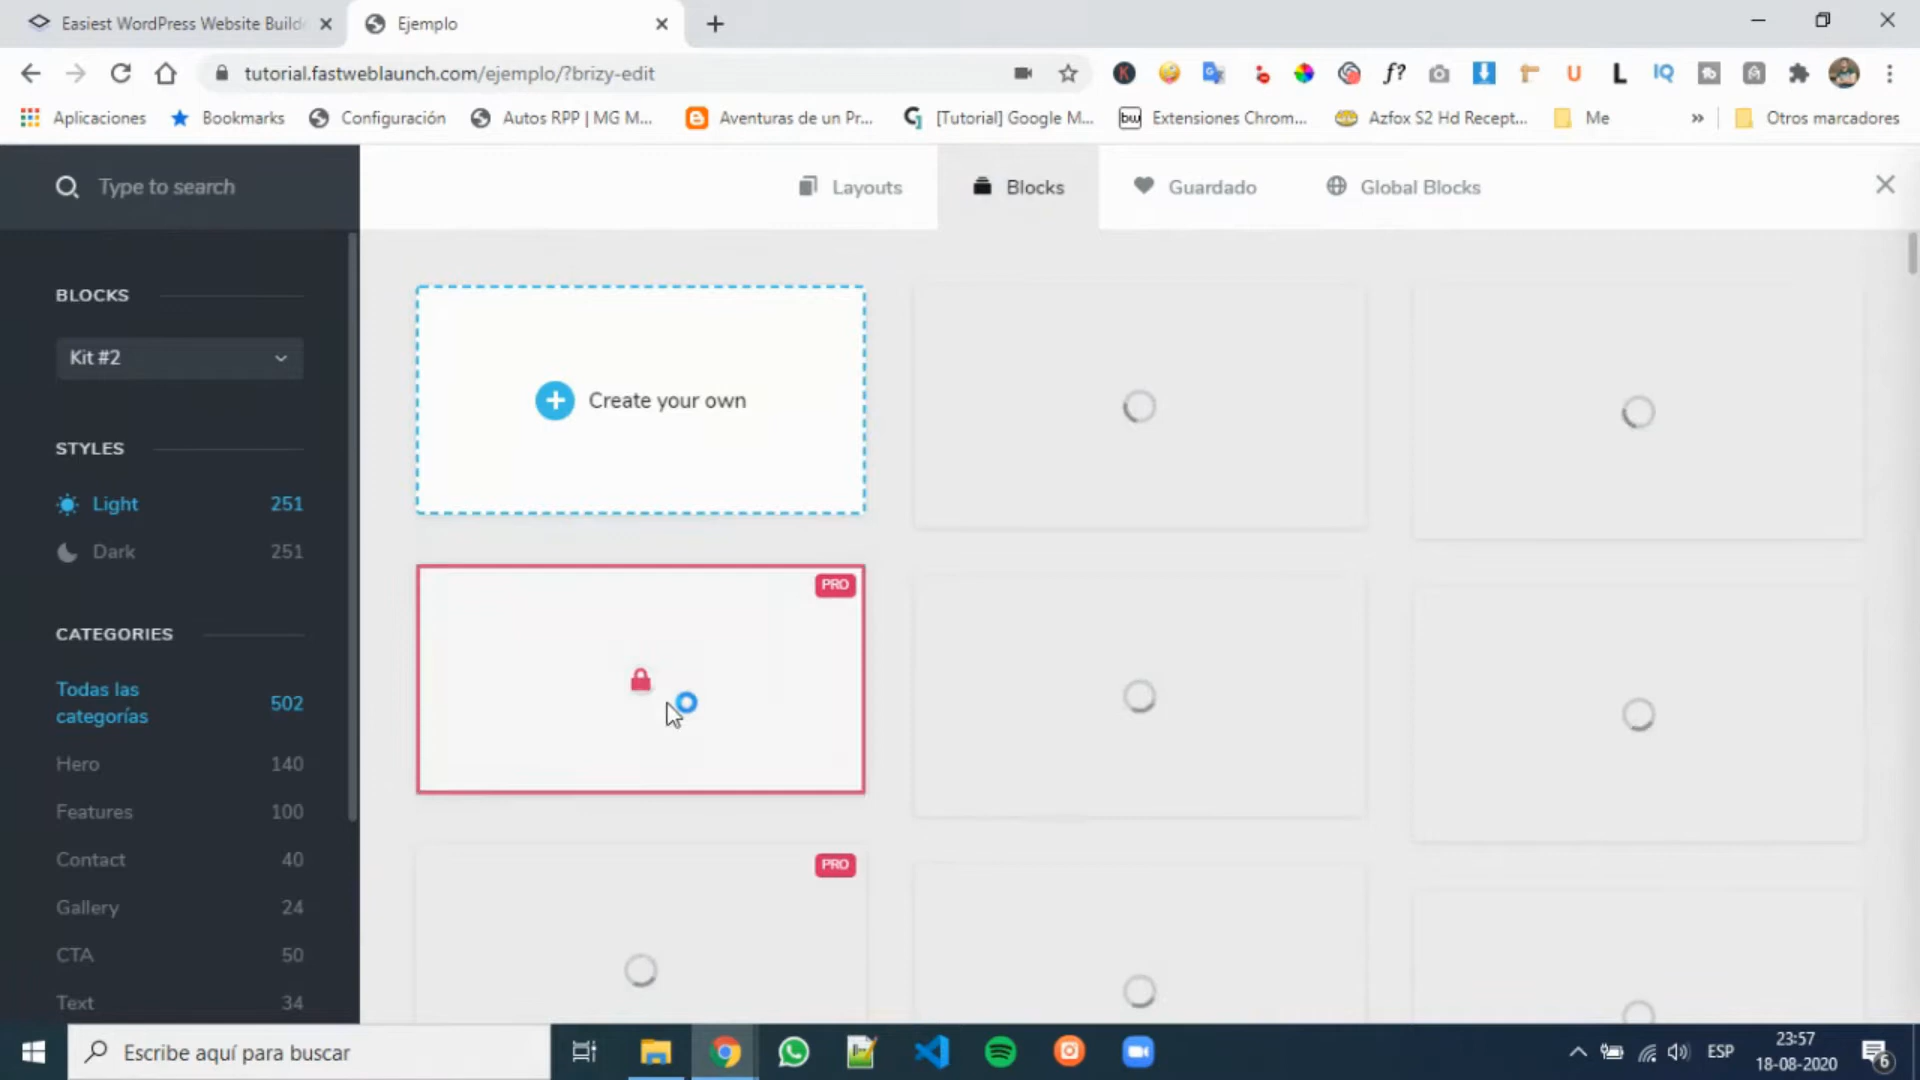 Easiest WordPress Website Builde
Ejemplo
tutorial.fastweblaunch.com/ejemplo/?brizy-edit
Aplicaciones
Bookmarks
Configuración
Autos RPP | MG M...
Aventuras de un Pr...
[Tutorial] Google M...
Extensiones Chrom...
Azfox S2 Hd Recept...
Me
»
Otros marcadores
Type to search
Layouts
Blocks
Guardado
Global Blocks
BLOCKS
Kit #2
STYLES
Light 251
Dark 251
CATEGORIES
Todas las
categorías 502
Hero 140
Features 100
Contact 40
Gallery 24
CTA 50
Text 34
Create your own
PRO
PRO
Escribe aquí para buscar
ESP
23:57
18-08-2020
6